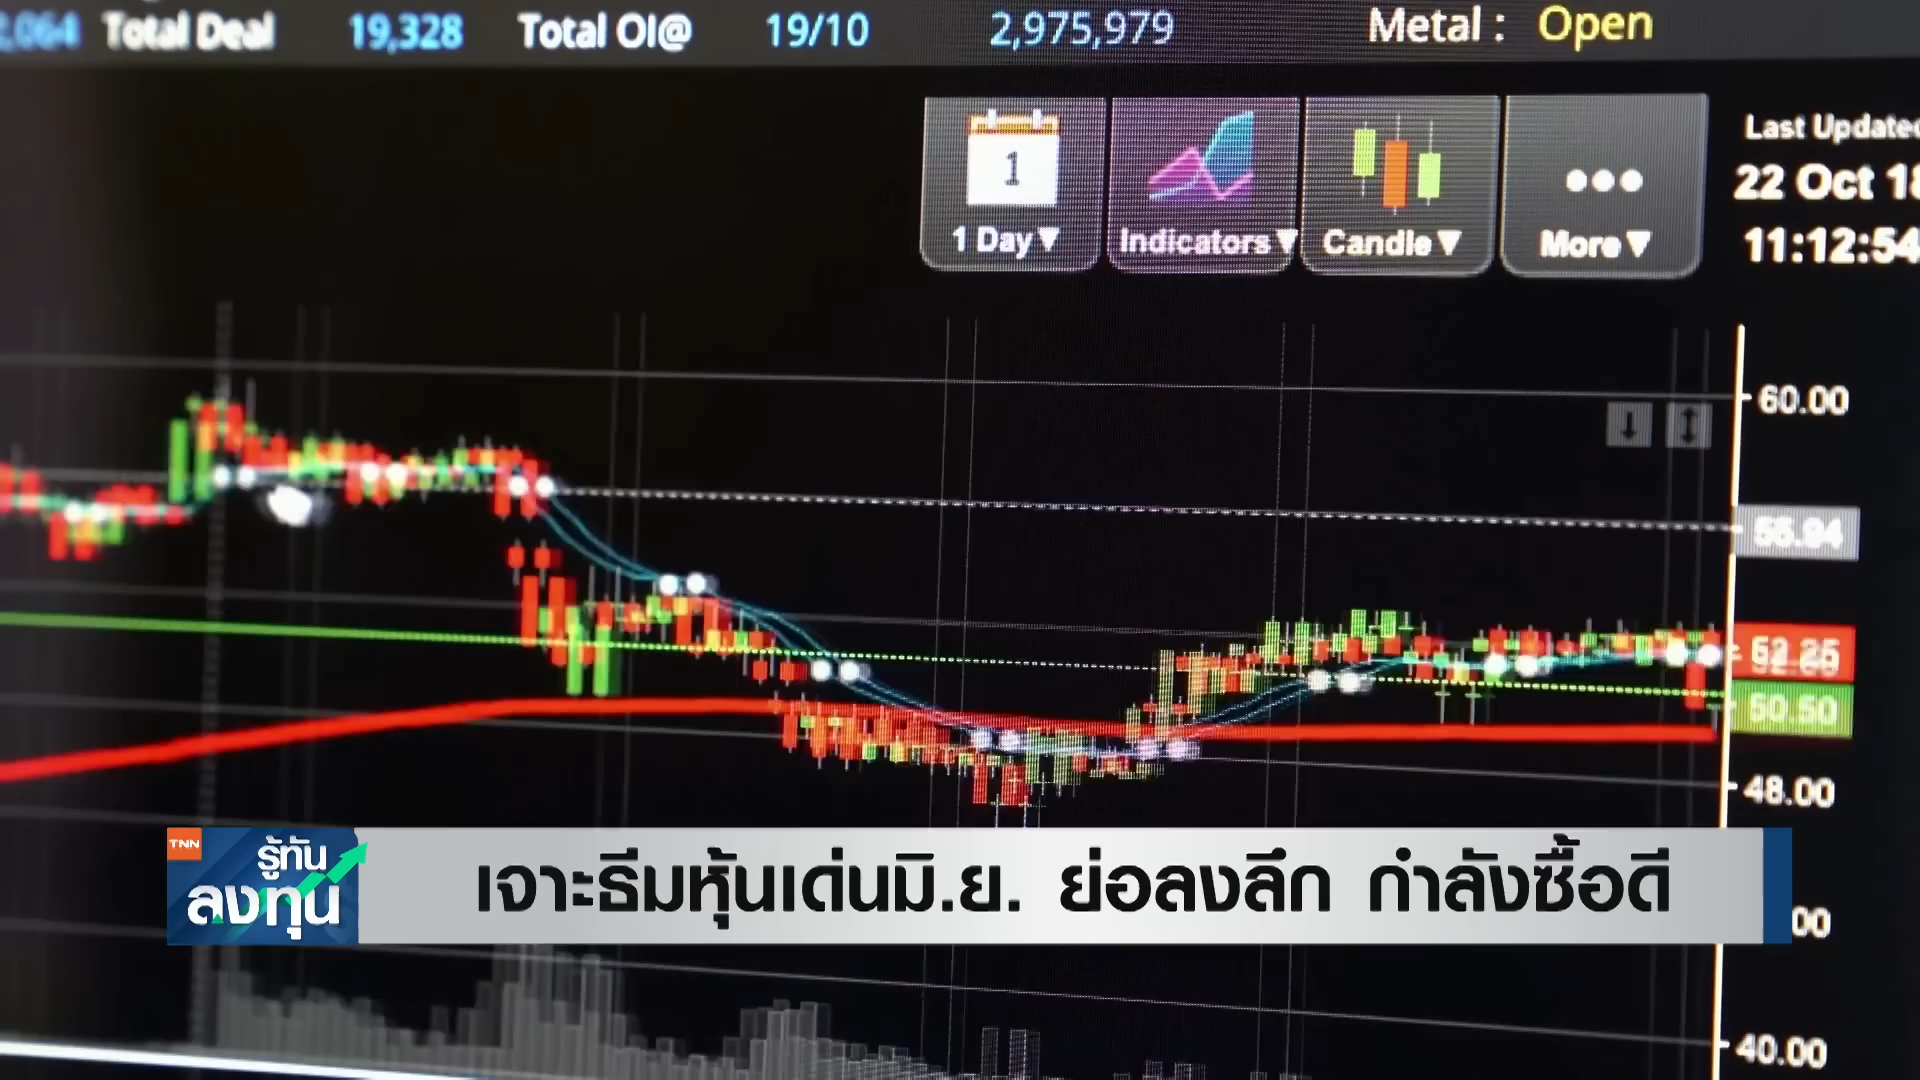 Total Deal 19,328 Total OI@ 19/10 2,975,979 Metal : Open
1
1 Day▼ Indicators▼ Candle▼ More▼
Last Updated
22 Oct 18
11:12:54
60.00
55.94
52.25
50.50
48.00
40.00
TNN
รู้ทัน
ลงทุน
เจาะธีมหุ้นเด่นมิ.ย. ย่อลงลึก กำลังซื้อดี